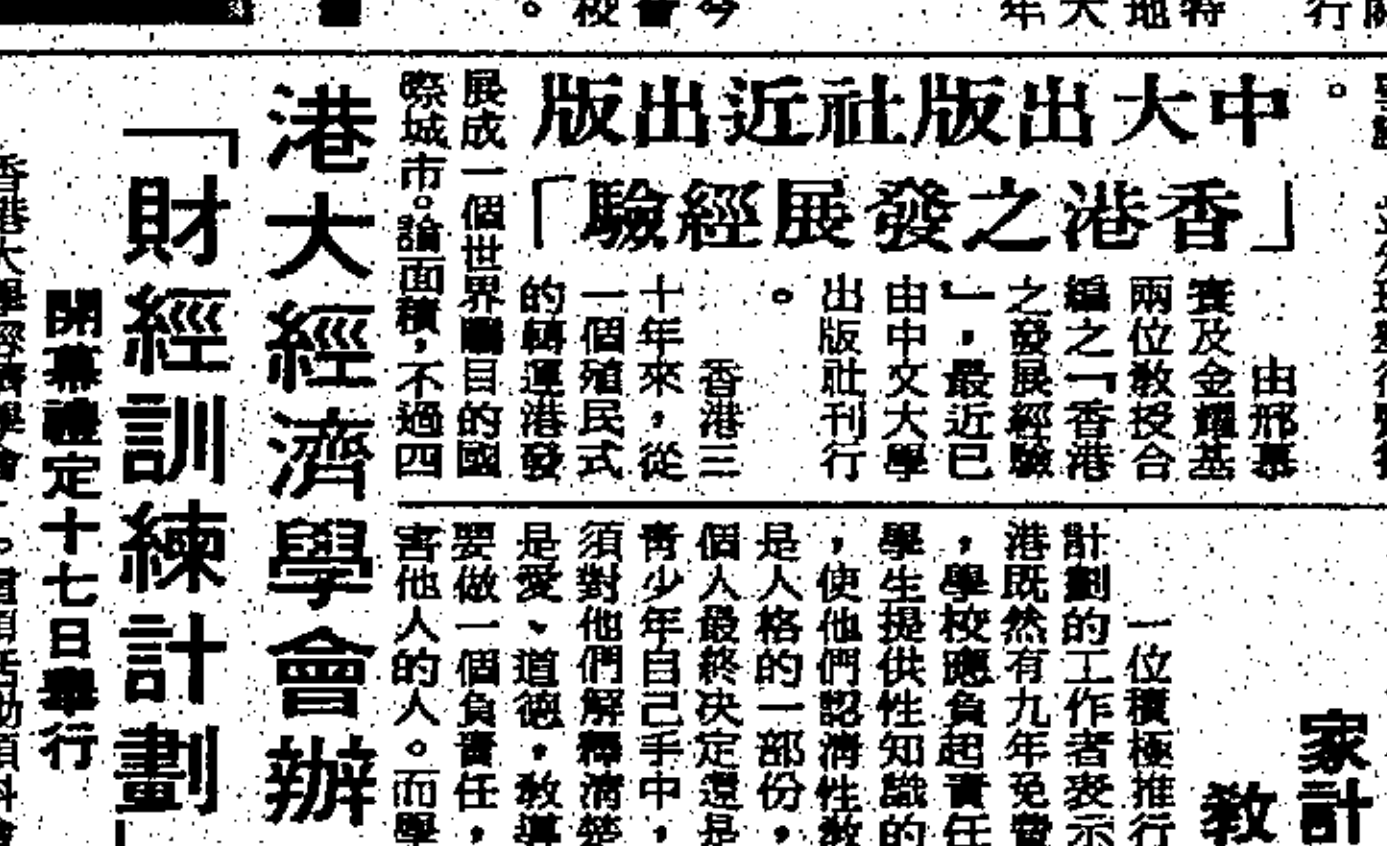 中大出版社近出版
「香港之發展經驗」
由邢慕
寰及金耀基
兩位教授合
編之「香港
之發展經驗
」，最近已
由中文大學
出版社刊行
。
香港三
十年來，從
一個殖民式
的轉運港發
展成一個世界矚目的國
際城市。論面積，不過四
港大經濟學會辦
「財經訓練計劃」
開幕禮定十七日舉行
家計
教
一位積極推行
計劃的工作者表示
港既然有九年免費
，學校應負起責任
學生提供性知識的
，使他們認清性教
是人格的一部份，
個人最終決定還是
青少年自己手中，
須對他們解釋清楚
是愛、道德，教導
要做一個負責任，
害他人的人。而學